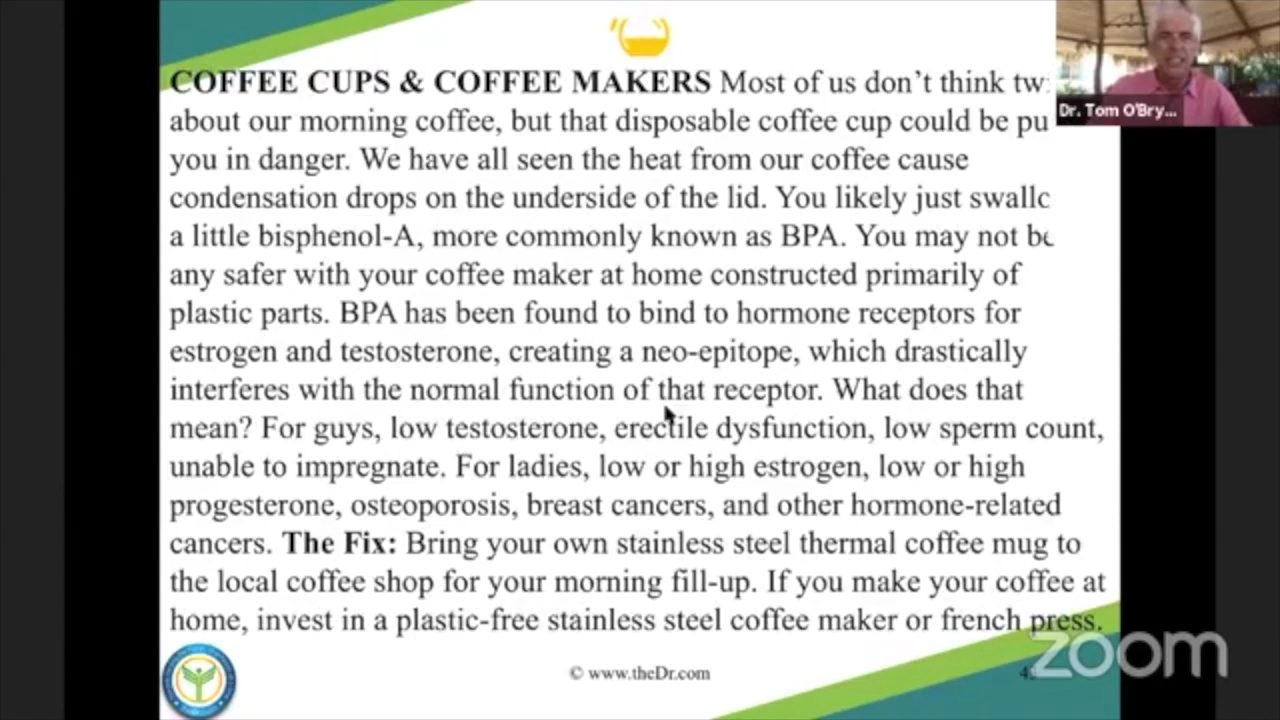 COFFEE CUPS & COFFEE MAKERS Most of us don't think tw
about our morning coffee, but that disposable coffee cup could be pu
you in danger. We have all seen the heat from our coffee cause
condensation drops on the underside of the lid. You likely just swallo
a little bisphenol-A, more commonly known as BPA. You may not be
any safer with your coffee maker at home constructed primarily of
plastic parts. BPA has been found to bind to hormone receptors for
estrogen and testosterone, creating a neo-epitope, which drastically
interferes with the normal function of that receptor. What does that
mean? For guys, low testosterone, erectile dysfunction, low sperm count,
unable to impregnate. For ladies, low or high estrogen, low or high
progesterone, osteoporosis, breast cancers, and other hormone-related
cancers. The Fix: Bring your own stainless steel thermal coffee mug to
the local coffee shop for your morning fill-up. If you make your coffee at
home, invest in a plastic-free stainless steel coffee maker or french press.
Dr. Tom O'Bry...
© www.theDr.com
zoom